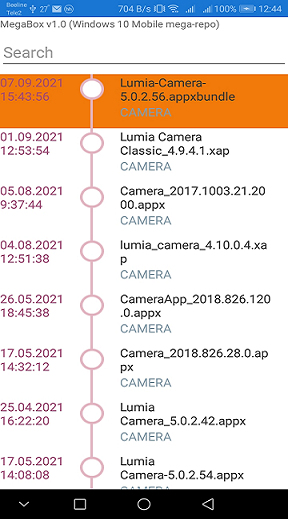 Beeline
Tele2
27°
704 B/s
100%
12:44
MegaBox v1.0 (Windows 10 Mobile mega-repo)
Search
07.09.2021
15:43:56
Lumia-Camera-
5.0.2.56.appxbundle
CAMERA
01.09.2021
12:53:54
Lumia Camera
Classic_4.9.4.1.xap
CAMERA
05.08.2021
9:37:44
Camera_2017.1003.21.20
00.appx
CAMERA
04.08.2021
12:51:38
lumia_camera_4.10.0.4.xa
p
CAMERA
26.05.2021
18:45:38
CameraApp_2018.826.120
.0.appx
CAMERA
17.05.2021
14:32:12
Camera_2018.826.28.0.ap
px
CAMERA
25.04.2021
16:22:20
Lumia
Camera_5.0.2.42.appx
CAMERA
17.05.2021
14:08:08
Lumia
Camera-5.0.2.54.appx
CAMERA